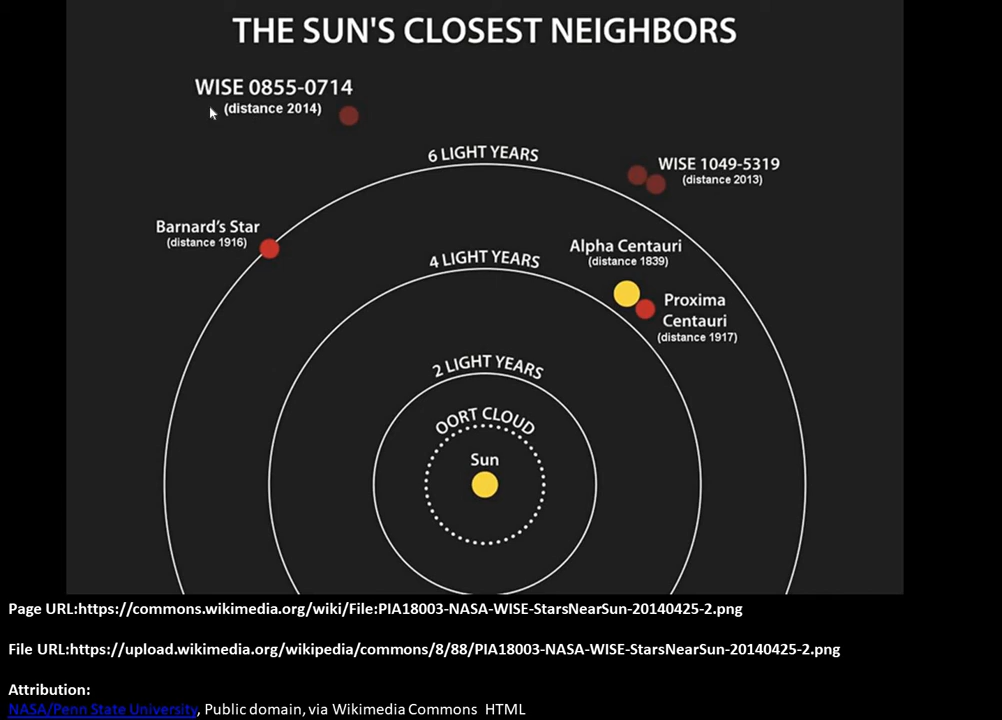 THE SUN'S CLOSEST NEIGHBORS
WISE 0855-0714
(distance 2014)
6 LIGHT YEARS
WISE 1049-5319
(distance 2013)
Barnard's Star
(distance 1916)
Alpha Centauri
(distance 1839)
4 LIGHT YEARS
Proxima
Centauri
(distance 1917)
2 LIGHT YEARS
OORT CLOUD
Sun
Page URL:https://commons.wikimedia.org/wiki/File:PIA18003-NASA-WISE-StarsNearSun-20140425-2.png
File URL:https://upload.wikimedia.org/wikipedia/commons/8/88/PIA18003-NASA-WISE-StarsNearSun-20140425-2.png
Attribution:
NASA/Penn State University, Public domain, via Wikimedia Commons HTML